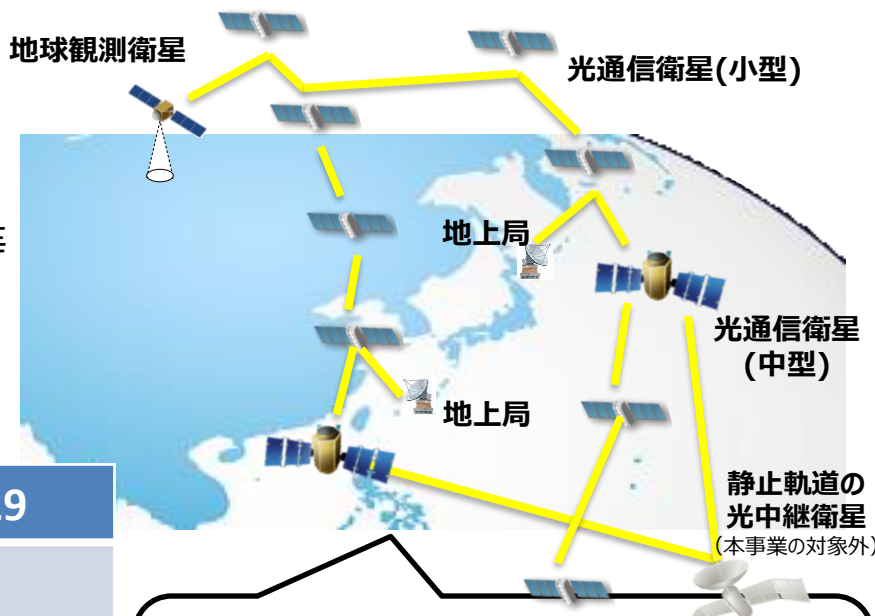 地球観測衛星
光通信衛星(小型)
地上局
光通信衛星
(中型)
地上局
静止軌道の
光中継衛星
(本事業の対象外)